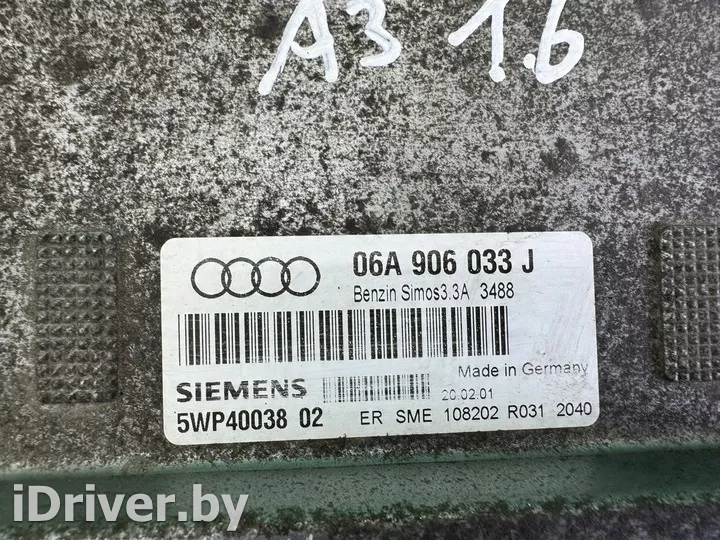 A3 1.6
06A 906 033 J
Benzin Simos3.3A 3488
Made in Germany
SIEMENS
20.02.01
5WP40038 02
ER SME 108202 R031 2040
iDriver.by